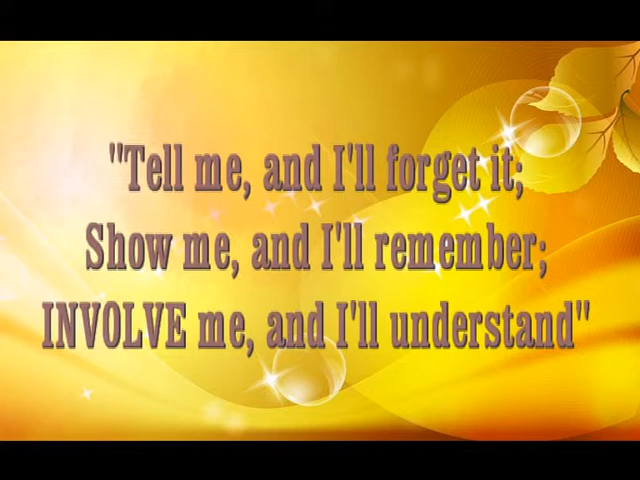 "Tell me, and I'll forget it;
Show me, and I'll remember;
INVOLVE me, and I'll understand"